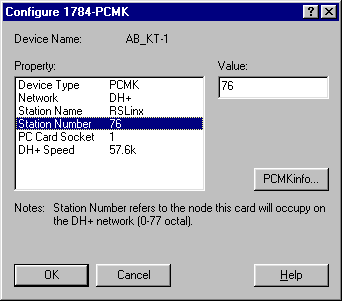 Configure 1784-PCMK
Device Name: AB_KT-1
Property: Value:
Device Type PCMK 76
Network DH+
Station Name RSLinx
Station Number 76
PC Card Socket 1
DH+ Speed 57.6k
PCMKinfo...
Notes: Station Number refers to the node this card will occupy on
the DH+ network (0-77 octal).
OK Cancel Help